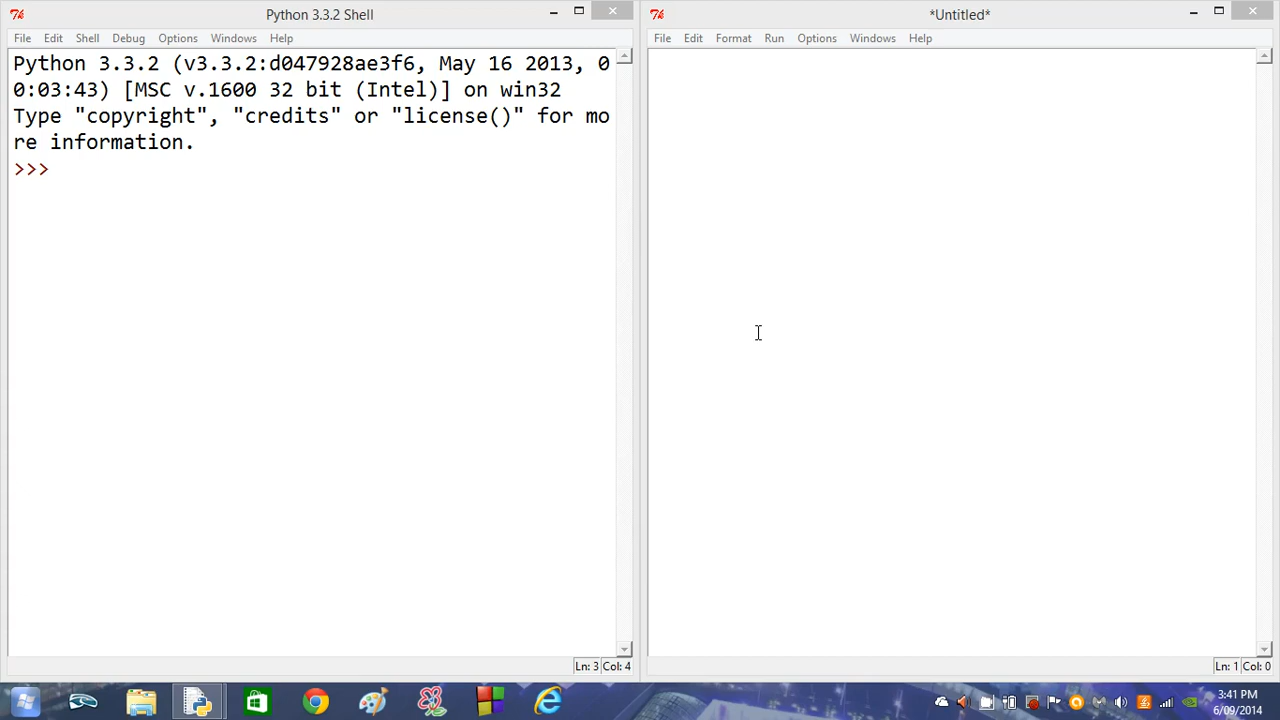 Python 3.3.2 Shell
File Edit Shell Debug Options Windows Help
Python 3.3.2 (v3.3.2:d047928ae3f6, May 16 2013, 0
0:03:43) [MSC v.1600 32 bit (Intel)] on win32
Type "copyright", "credits" or "license()" for mo
re information.
>>>
Ln: 3 Col: 4
*Untitled*
File Edit Format Run Options Windows Help
Ln: 1 Col: 0
3:41 PM
6/09/2014